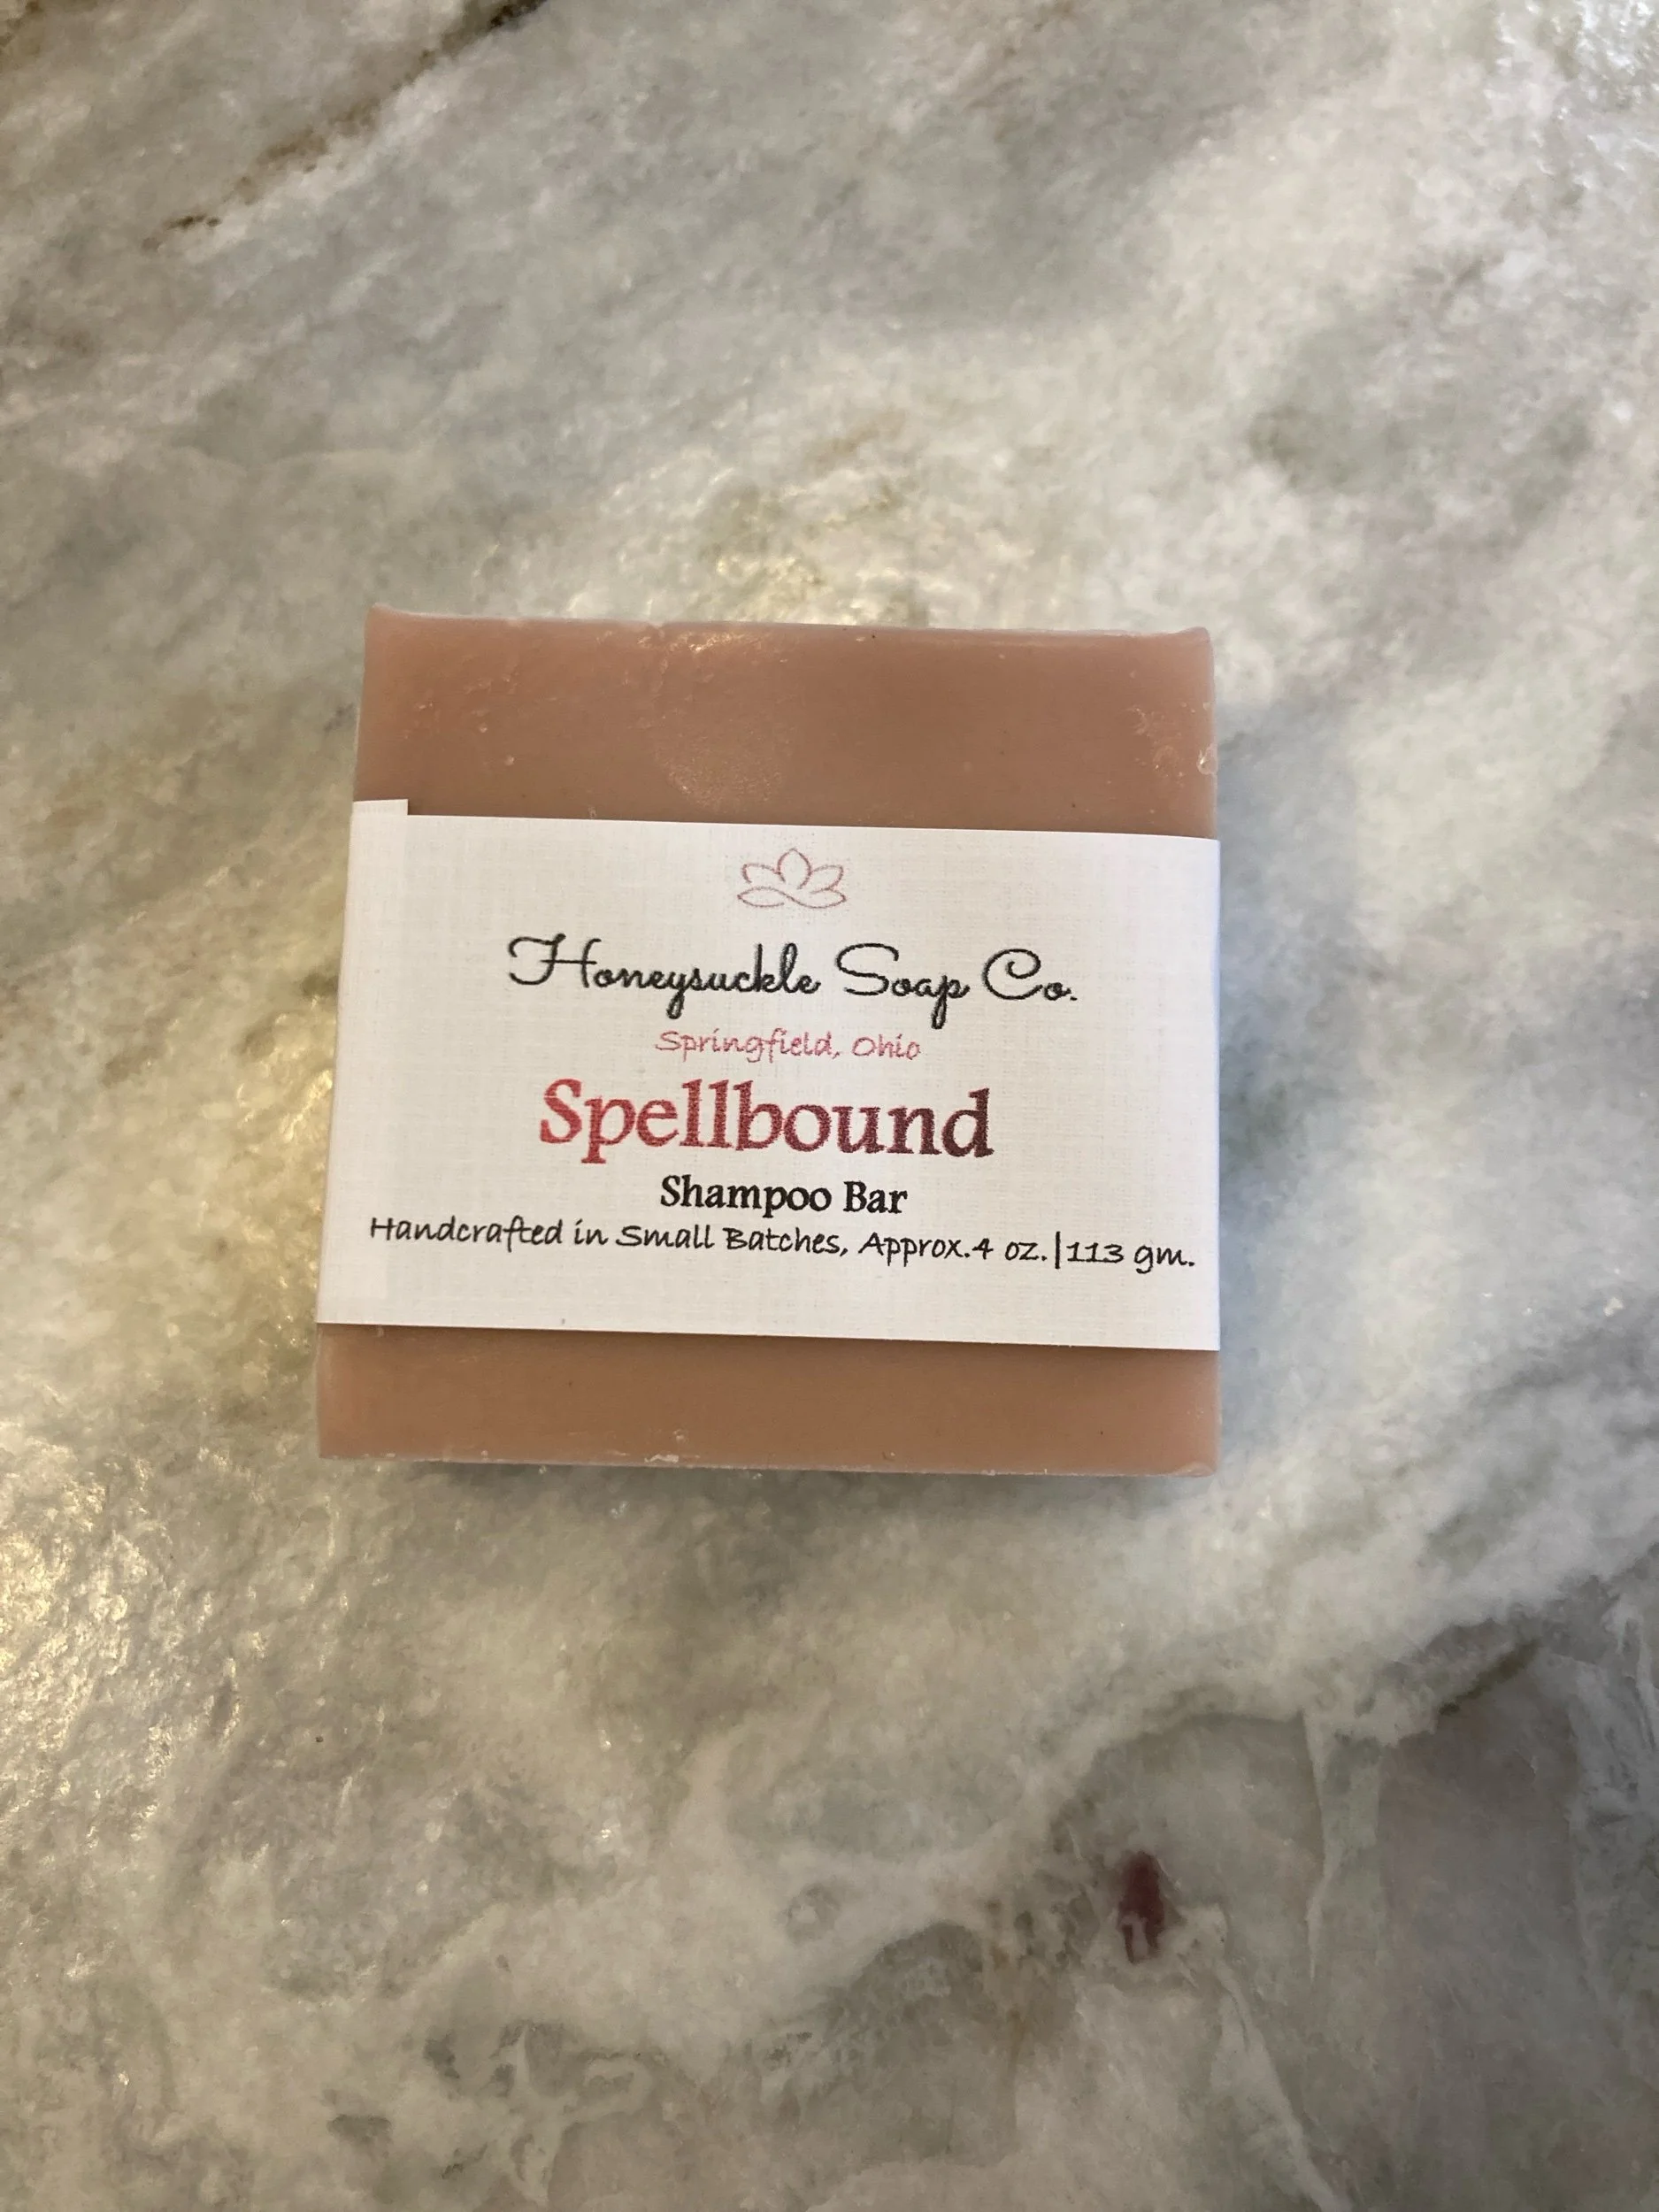 Honeysuckle Soap Co.
Springfield, Ohio
Spellbound
Shampoo Bar
Handcrafted in Small Batches, Approx.4 oz.|113 gm.